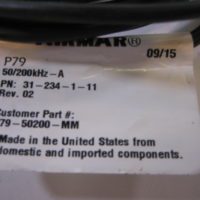 AIRMAR®
P79 09/15
50/200kHz-A
PN: 31-234-1-11
Rev. 02
Customer Part #:
79-50200-MM
Made in the United States from
domestic and imported components.